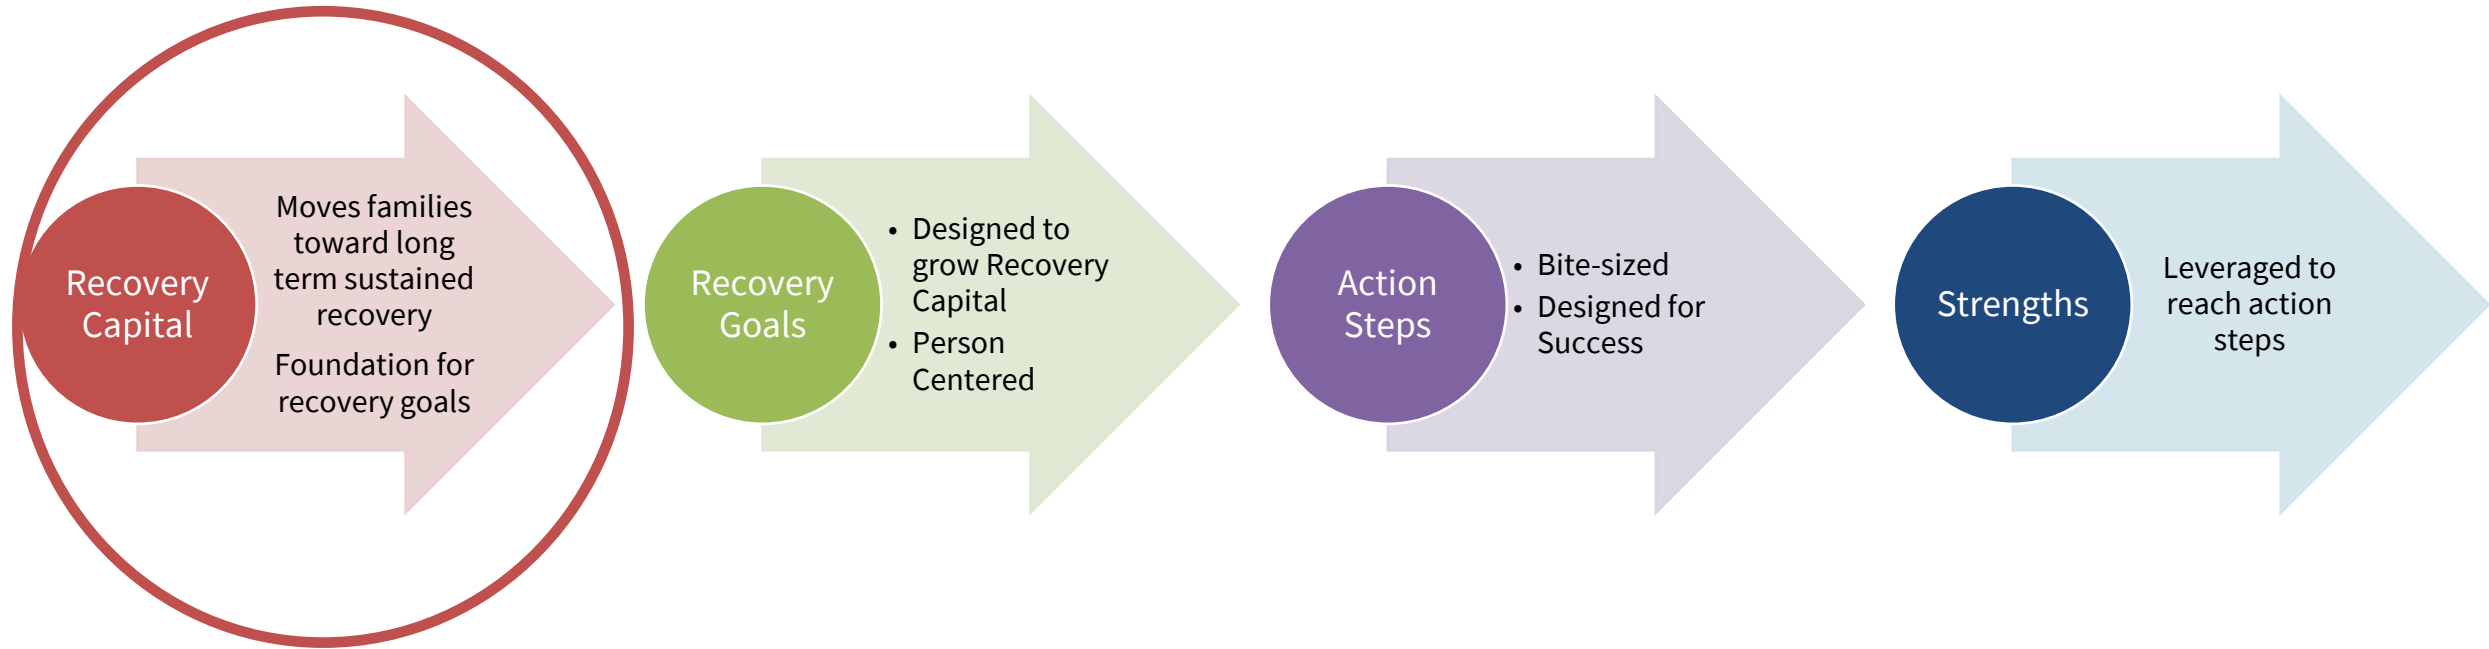 Recovery
Capital
Moves families
toward long
term sustained
recovery
Foundation for
recovery goals
Recovery
Goals
• Designed to
grow Recovery
Capital
• Person
Centered
Action
Steps
• Bite-sized
• Designed for
Success
Strengths
Leveraged to
reach action
steps